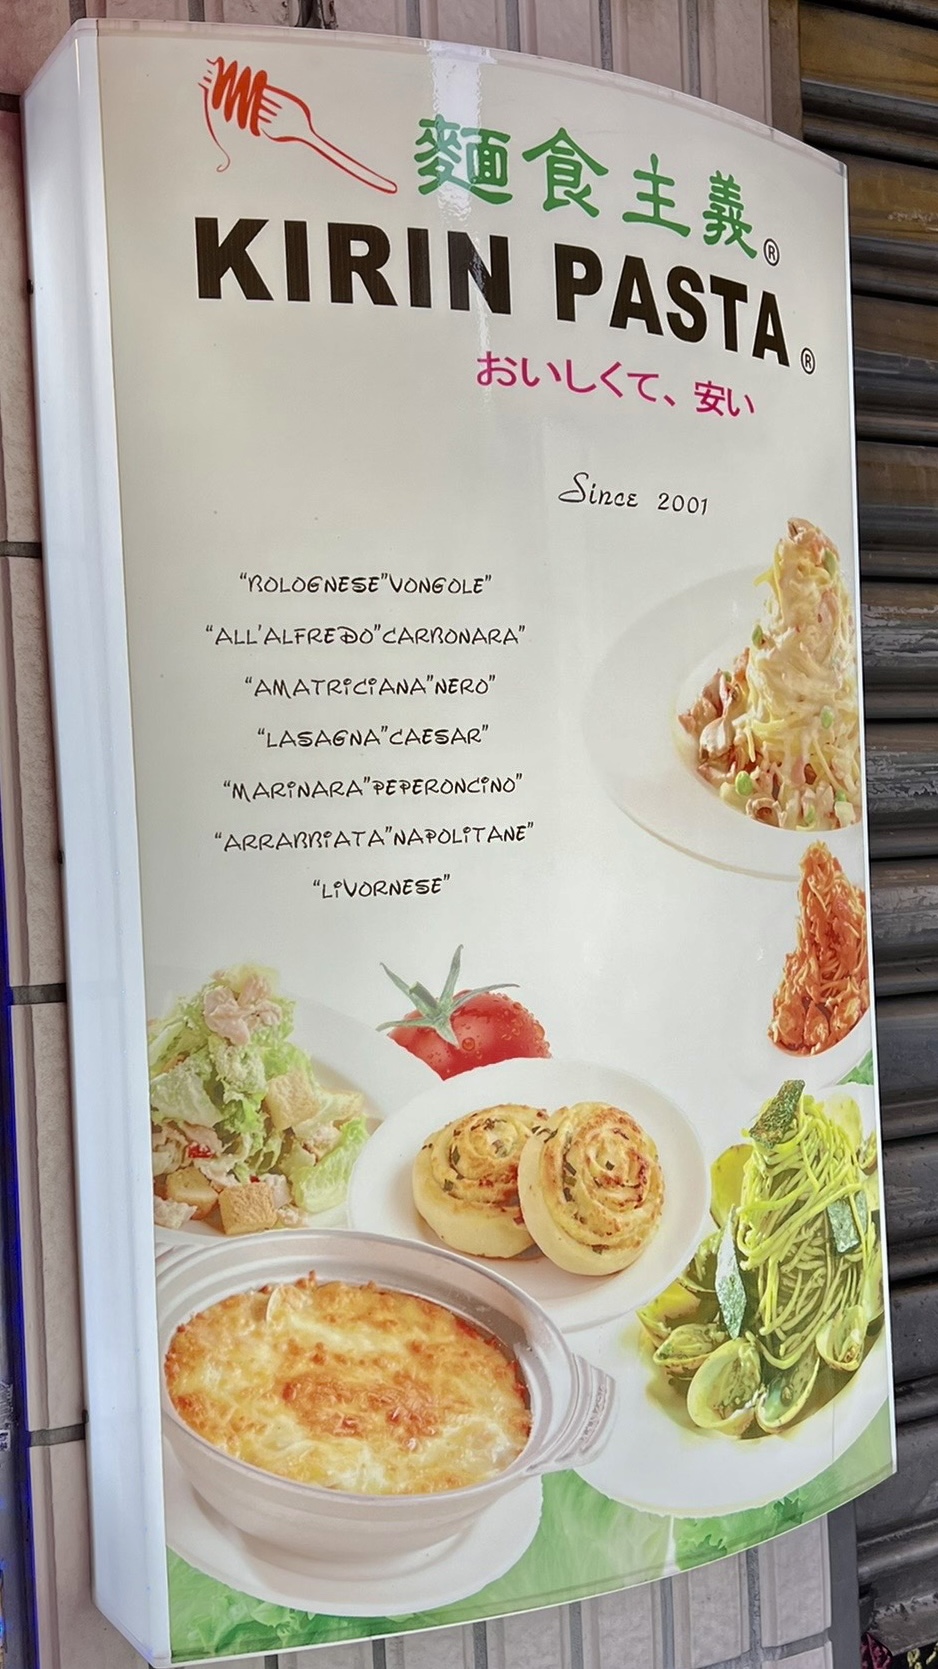 麵食主義®
KIRIN PASTA®
おいしくて、安い
Since 2001
“BOLOGNESE”VONGOLE”
“ALL'ALFREDO”CARBONARA”
“AMATRiCiANA”NERO”
“LASAGNA”CAESAR”
“MARiNARA”PEPERONCiNO”
“ARRABBiATA”NAPOLiTANE”
“LiVORNESE”